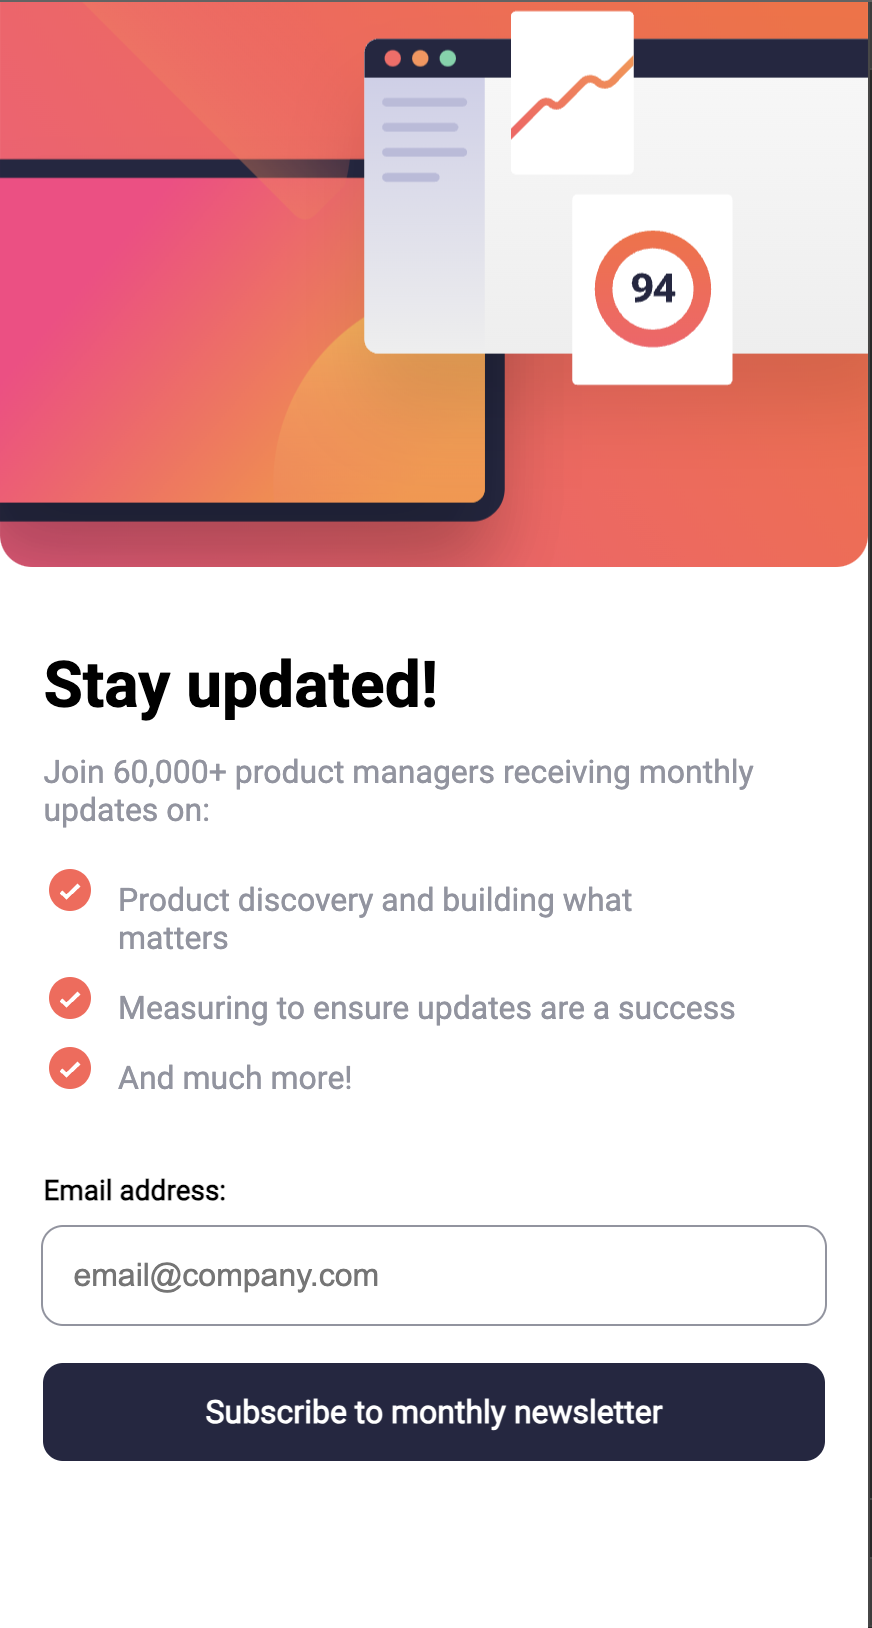 94
Stay updated!
Join 60,000+ product managers receiving monthly
updates on:
Product discovery and building what
matters
Measuring to ensure updates are a success
And much more!
Email address:
email@company.com
Subscribe to monthly newsletter